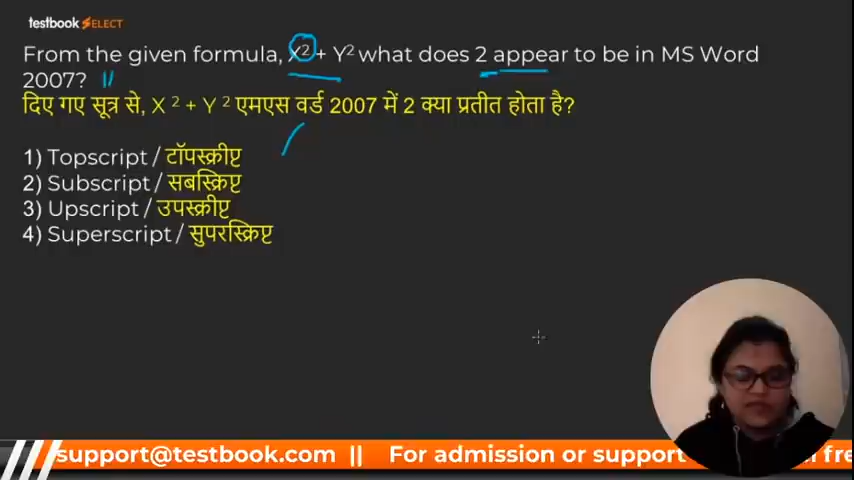 testbook SELECT
From the given formula, X² + Y² what does 2 appear to be in MS Word
2007?
दिए गए सूत्र से, X ² + Y ² एमएस वर्ड 2007 में 2 क्या प्रतीत होता है?
1) Topscript / टॉपस्क्रीप्ट
2) Subscript / सबस्क्रिप्ट
3) Upscript / उपस्क्रीप्ट
4) Superscript / सुपरस्क्रिप्ट
support@testbook.com || For admission or support